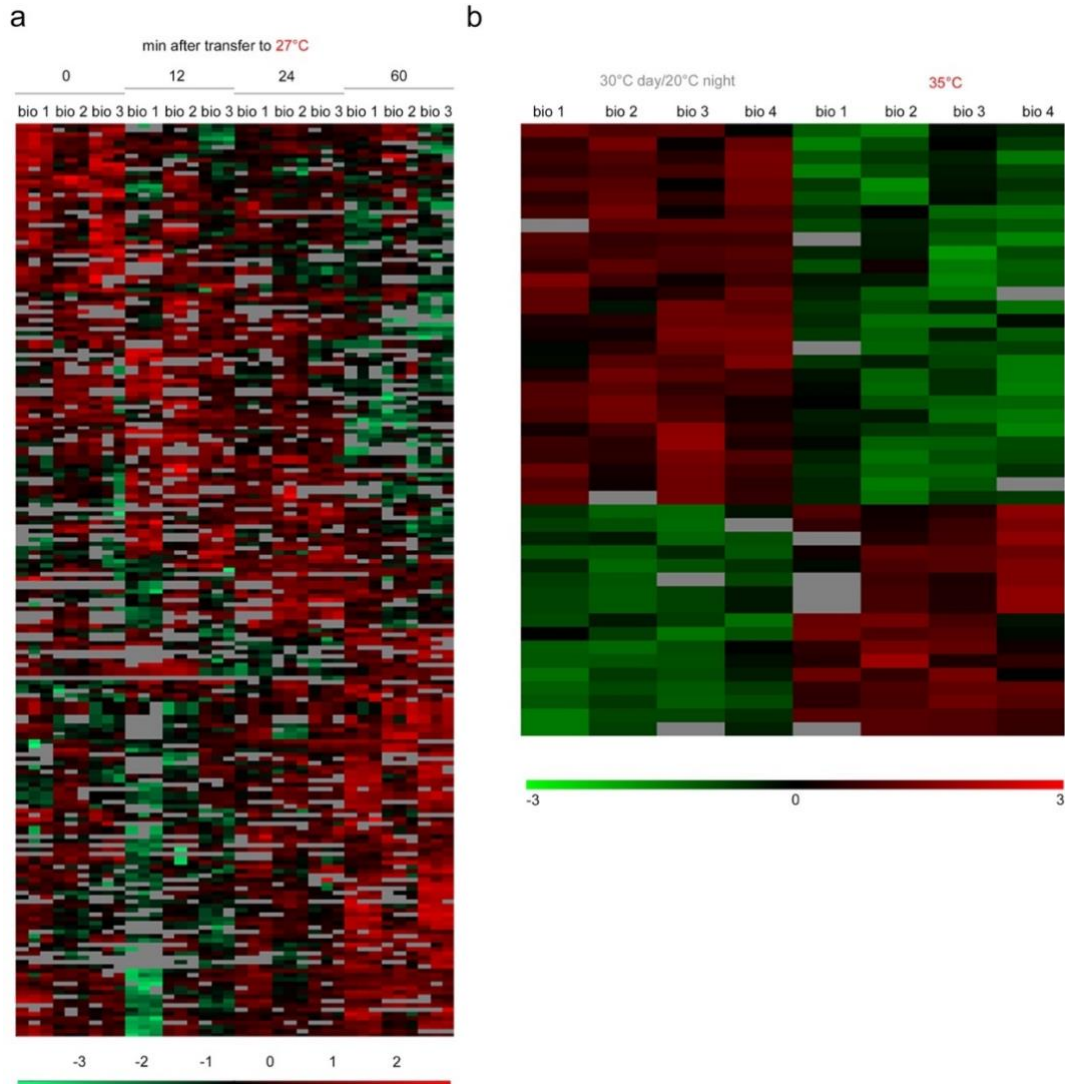 a
min after transfer to 27°C
0 12 24 60
bio 1 bio 2 bio 3 bio 1 bio 2 bio 3 bio 1 bio 2 bio 3 bio 1 bio 2 bio 3
-3 -2 -1 0 1 2
b
30°C day/20°C night 35°C
bio 1 bio 2 bio 3 bio 4 bio 1 bio 2 bio 3 bio 4
-3 0 3